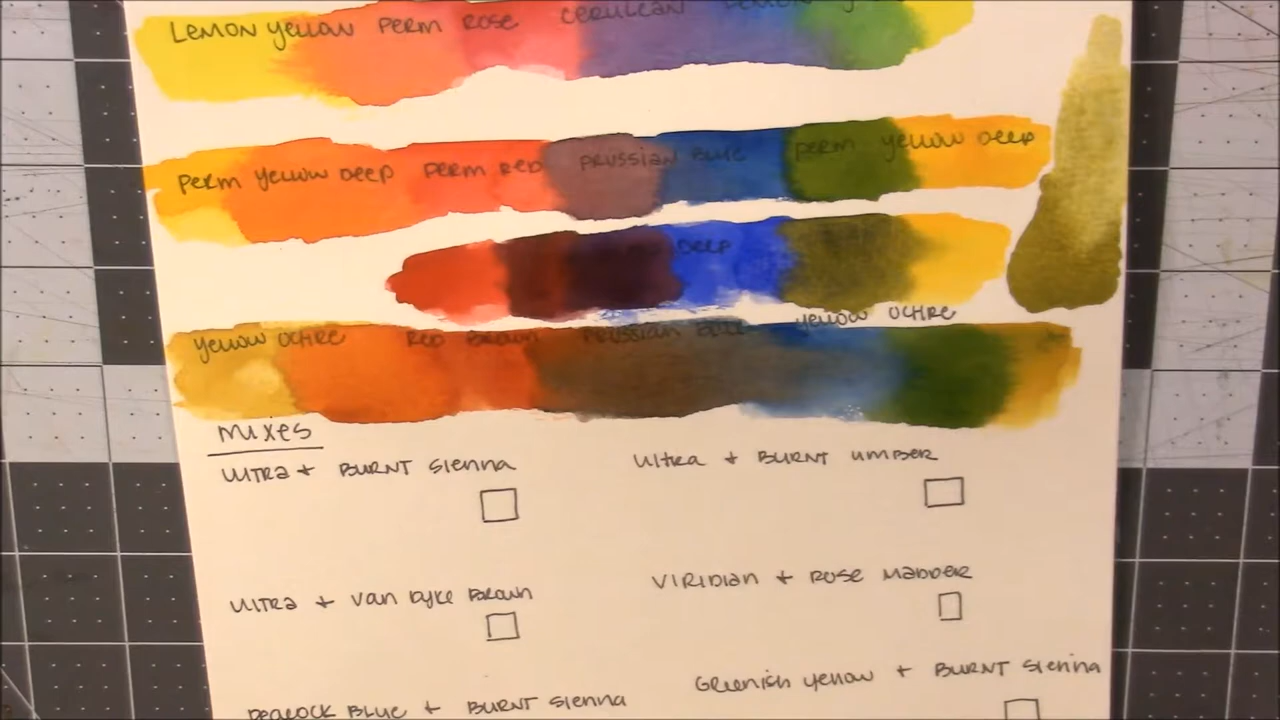 Lemon Yellow Perm Rose Cerulean Lemon
Perm Yellow Deep Perm Red Prussian Blue Perm Yellow Deep
Deep
Yellow Ochre
Yellow Ochre Red Brown Prussian Blue
Mixes
Ultra + Burnt Sienna Ultra + Burnt Umber
Ultra + Van Dyke Brown Viridian + Rose Madder
Peacock Blue + Burnt Sienna Greenish Yellow + Burnt Sienna